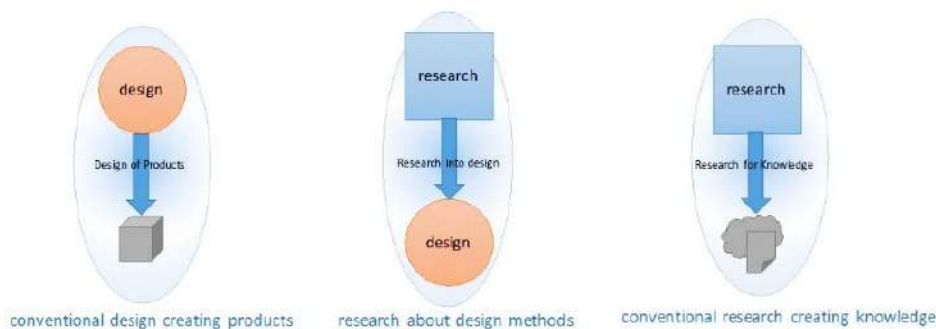 design
Design of Products
conventional design creating products
research
Research into design
design
research about design methods
research
Research for Knowledge
conventional research creating knowledge